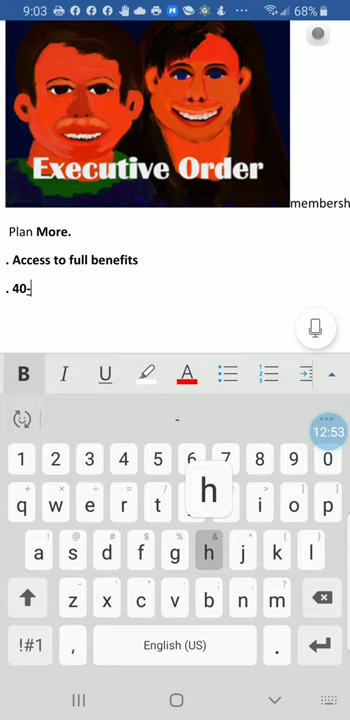 9:03 68%
Executive Order
membersh
Plan More.
. Access to full benefits
. 40-
B I U A
-
12:53
1 2 3 4 5 6 7 8 9 0
q w e r t i o p
h
a s d f g h j k l
z x c v b n m
!#1 , English (US) .